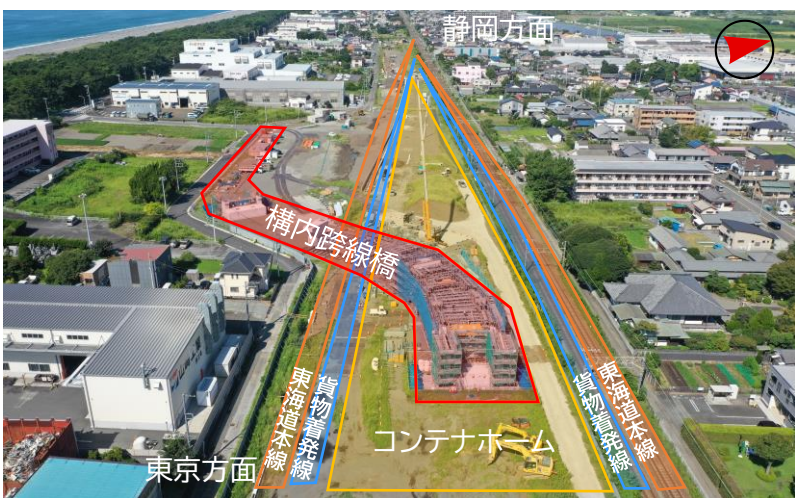 静岡方面
構内跨線橋
東海道本線
貨物着発線
コンテナホーム
貨物着発線
東海道本線
東京方面